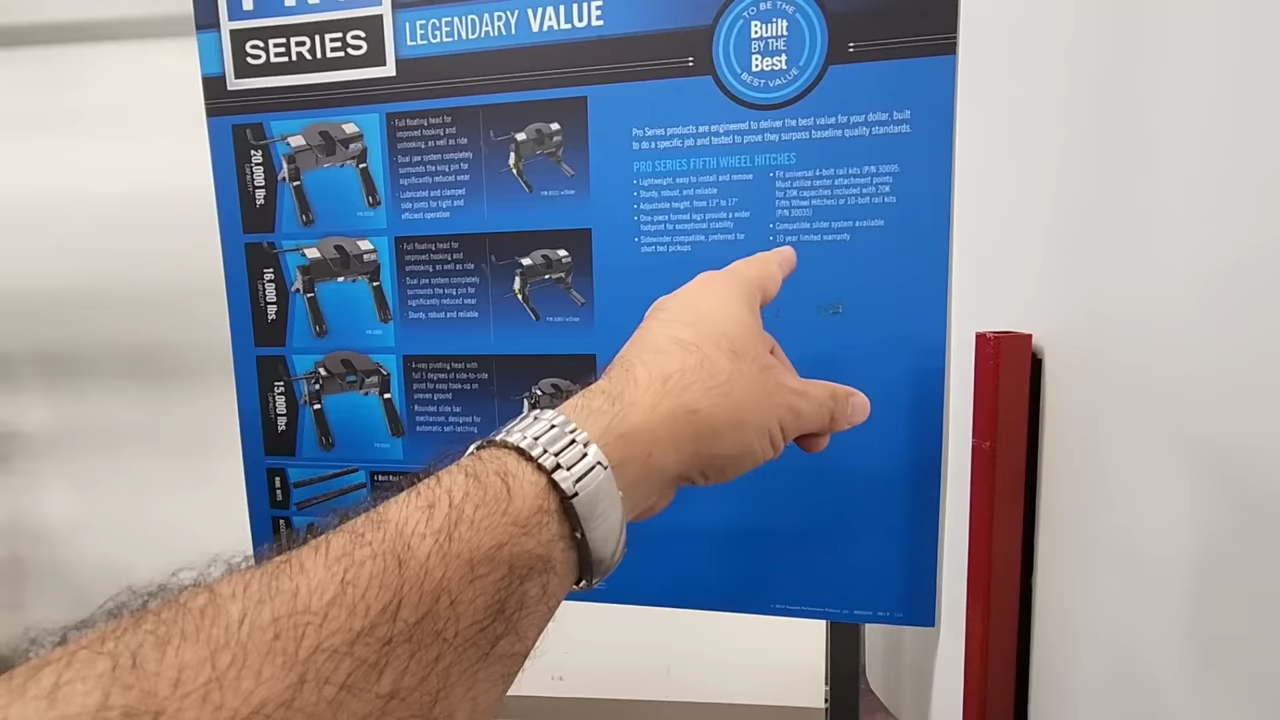 SERIES
LEGENDARY VALUE
TO BE THE
Built
BY THE
Best
BEST VALUE
Pro Series products are engineered to deliver the best value for your dollar, built
to do a specific job and tested to prove they surpass baseline quality standards.
PRO SERIES FIFTH WHEEL HITCHES
• Lightweight, easy to install and remove
• Sturdy, robust, and reliable
• Adjustable height, from 13" to 17"
• One-piece formed legs provide a wider
footprint for exceptional stability
• Sidewinder compatible, preferred for
short bed pickups
• Fit universal 4-bolt rail kits (P/N 30095.
Must utilize center attachment points
for 20K capacities included with 20K
Fifth Wheel Hitches) or 10-bolt rail kits
(P/N 30035)
• Compatible slider system available
• 10 year limited warranty
20,000 lbs.
CAPACITY
· Full floating head for
improved hooking and
unhooking, as well as ride
· Dual jaw system completely
surrounds the king pin for
significantly reduced wear
· Lubricated and clamped
side joints for tight and
efficient operation
16,000 lbs.
CAPACITY
· Full floating head for
improved hooking and
unhooking, as well as ride
· Dual jaw system completely
surrounds the king pin for
significantly reduced wear
· Sturdy, robust and reliable
15,000 lbs.
CAPACITY
· 4-way pivoting head with
full 5 degrees of side-to-side
pivot for easy hook-up on
uneven ground
· Rounded slide bar
mechanism, designed for
automatic self-latching
RAIL KITS
4 Bolt Rail